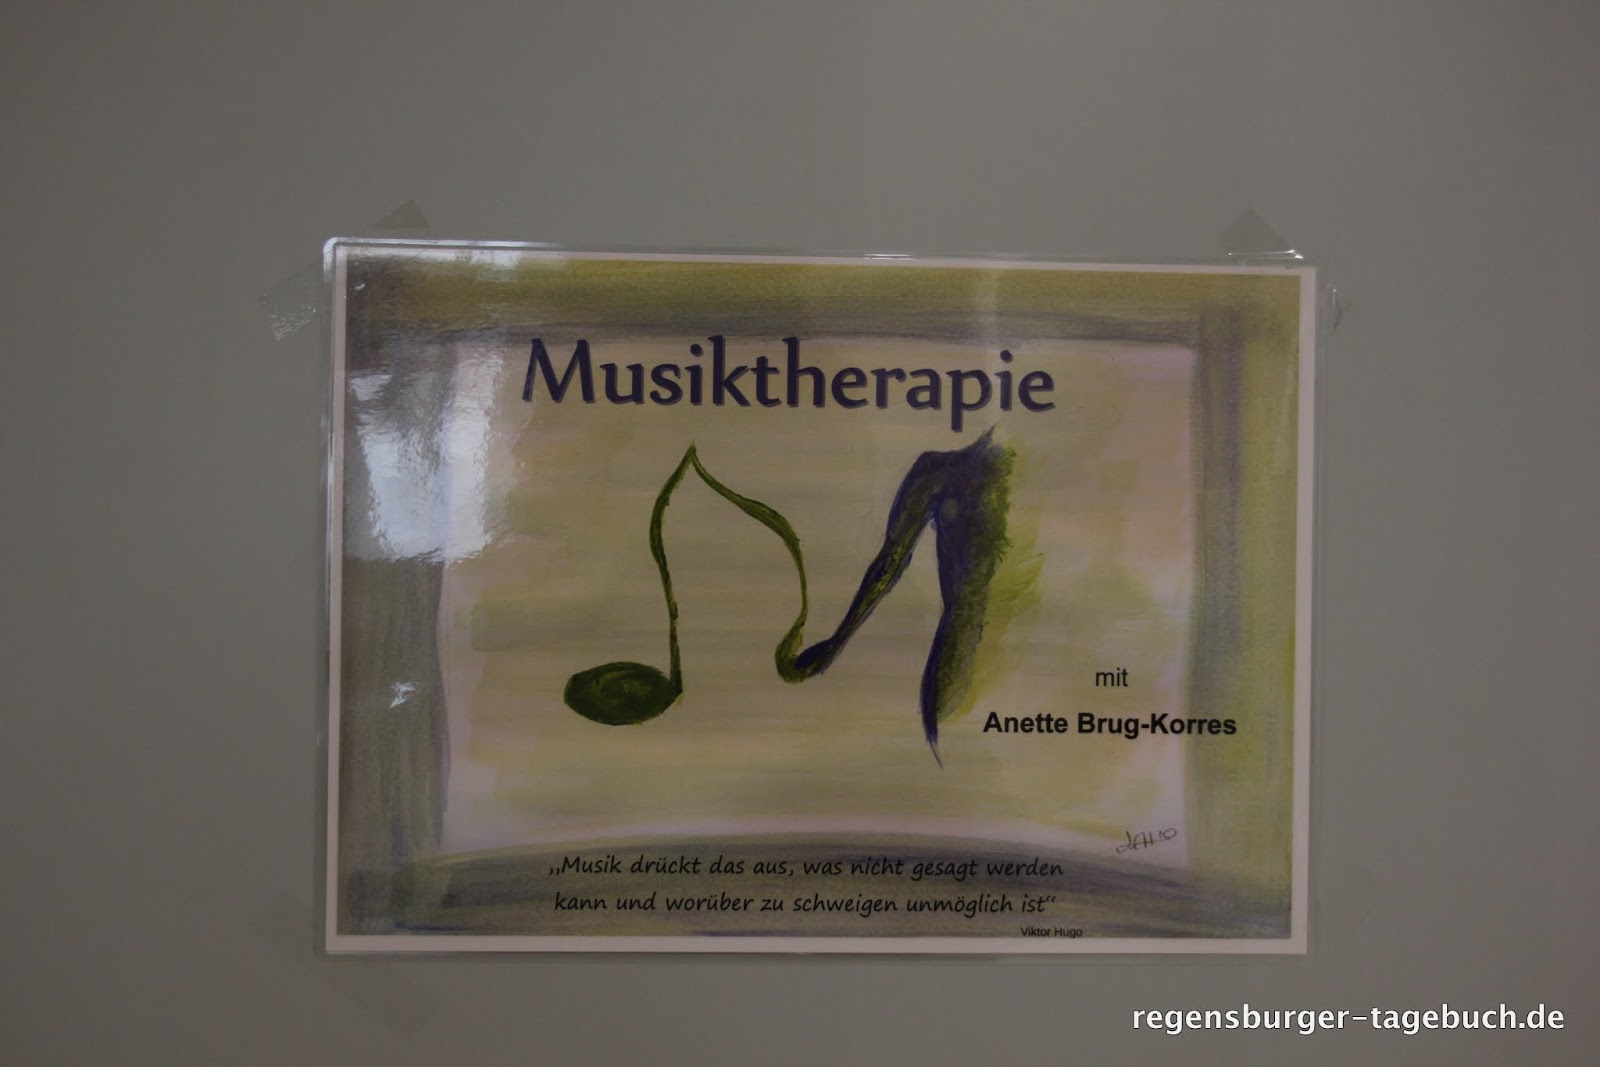 Musiktherapie
mit
Anette Brug-Korres
„Musik drückt das aus, was nicht gesagt werden
kann und worüber zu schweigen unmöglich ist“
Viktor Hugo
regensburger-tagebuch.de